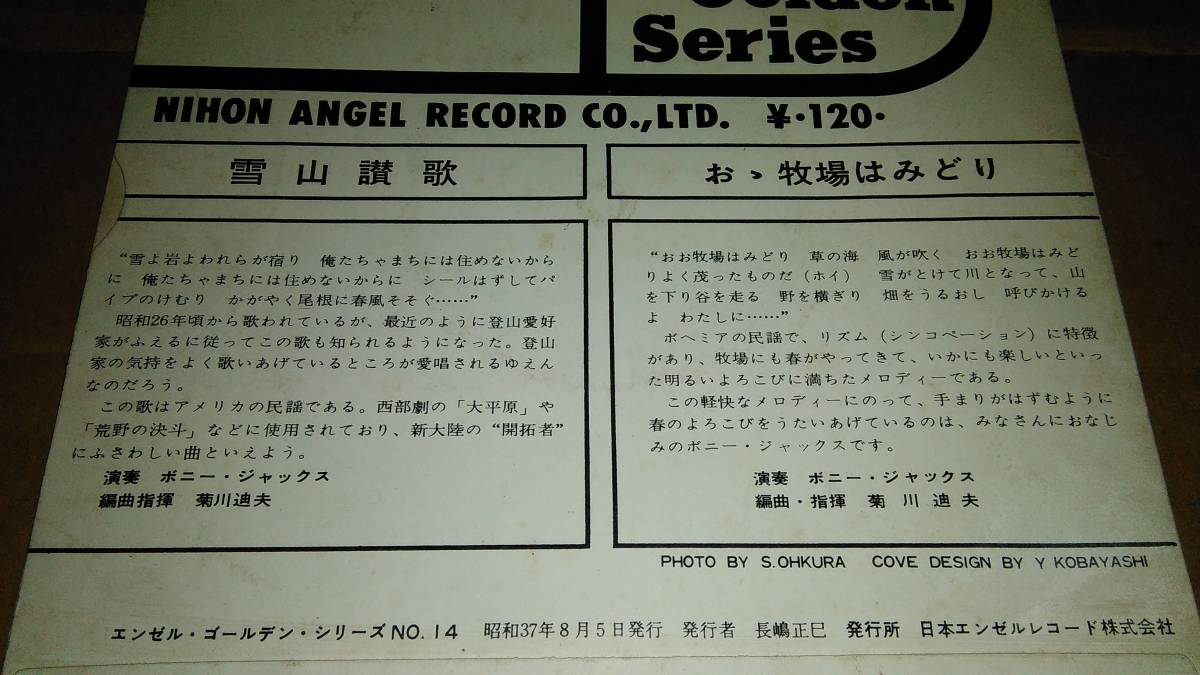 Golden
Series
NIHON ANGEL RECORD CO.,LTD. ¥・120・
雪山讃歌
“雪よ岩よわれらが宿り　俺たちゃまちには住めないから
に　俺たちゃまちには住めないからに　シールはずしてパ
イプのけむり　かがやく尾根に春風そそぐ……”
昭和26年頃から歌われているが、最近のように登山愛好
家がふえるに従ってこの歌も知られるようになった。登山
家の気持をよく歌いあげているところが愛唱されるゆえん
なのだろう。
この歌はアメリカの民謡である。西部劇の「大平原」や
「荒野の決斗」などに使用されており、新大陸の“開拓者”
にふさわしい曲といえよう。
演奏　ボニー・ジャックス
編曲指揮　菊川迪夫
おゝ牧場はみどり
“おお牧場はみどり　草の海　風が吹く　おお牧場はみど
りよく茂ったものだ（ホイ）　雪がとけて川となって、山
を下り谷を走る　野を横ぎり　畑をうるおし　呼びかける
よ　わたしに……”
ボヘミアの民謡で、リズム（シンコペーション）に特徴
があり、牧場にも春がやってきて、いかにも楽しいといっ
た明るいよろこびに満ちたメロディーである。
この軽快なメロディーにのって、手まりがはずむように
春のよろこびをうたいあげているのは、みなさんにおなじ
みのボニー・ジャックスです。
演奏　ボニー・ジャックス
編曲・指揮　菊川迪夫
PHOTO BY S.OHKURA　COVE DESIGN BY Y KOBAYASHI
エンゼル・ゴールデン・シリーズNO.14　昭和37年8月5日発行　発行者　長嶋正巳　発行所　日本エンゼルレコード株式会社